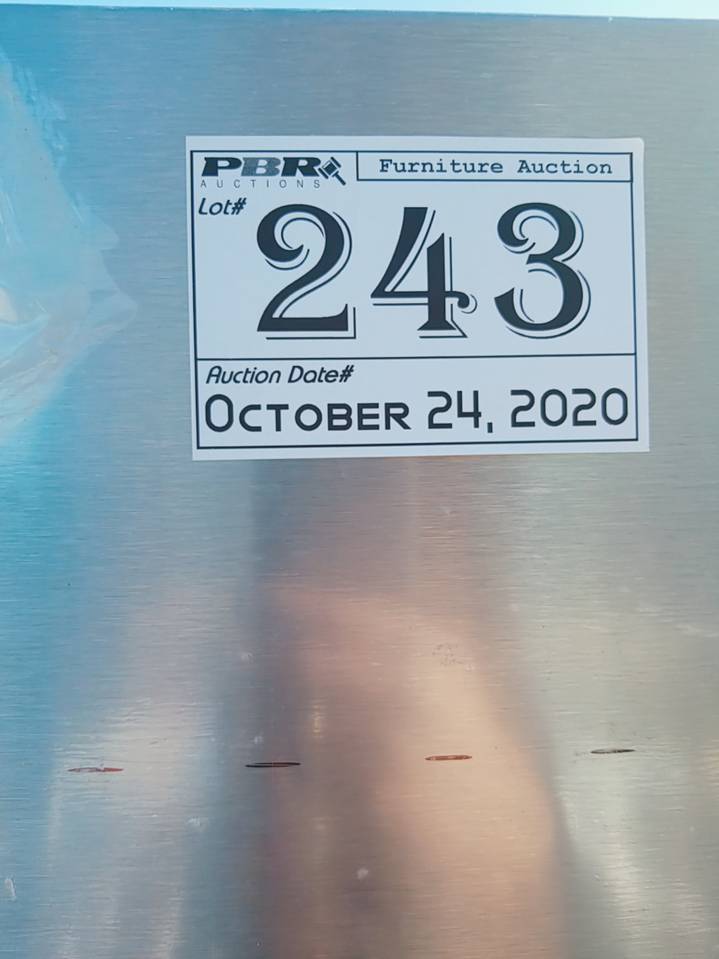 PBR
AUCTIONS
Furniture Auction
Lot#
243
Auction Date#
OCTOBER 24, 2020